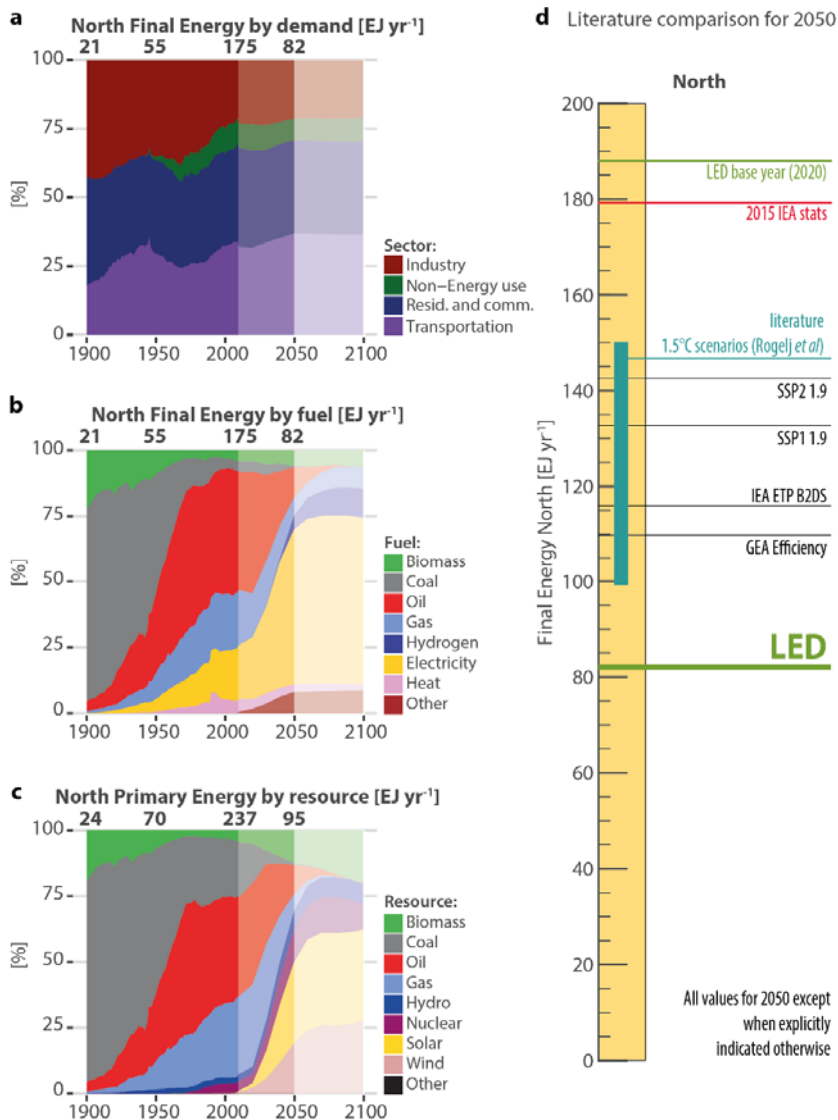 a
North Final Energy by demand [EJ yr⁻¹]
21 55 175 82
100
75
50
25
0
[%]
1900 1950 2000 2050 2100
Sector:
Industry
Non−Energy use
Resid. and comm.
Transportation
b
North Final Energy by fuel [EJ yr⁻¹]
21 55 175 82
100
75
50
25
0
[%]
1900 1950 2000 2050 2100
Fuel:
Biomass
Coal
Oil
Gas
Hydrogen
Electricity
Heat
Other
c
North Primary Energy by resource [EJ yr⁻¹]
24 70 237 95
100
75
50
25
0
[%]
1900 1950 2000 2050 2100
Resource:
Biomass
Coal
Oil
Gas
Hydro
Nuclear
Solar
Wind
Other
d Literature comparison for 2050
North
Final Energy North [EJ yr⁻¹]
200
180
160
140
120
100
80
60
40
20
0
LED base year (2020)
2015 IEA stats
literature
1.5°C scenarios (Rogelj et al)
SSP2 1.9
SSP1 1.9
IEA ETP B2DS
GEA Efficiency
LED
All values for 2050 except
when explicitly
indicated otherwise